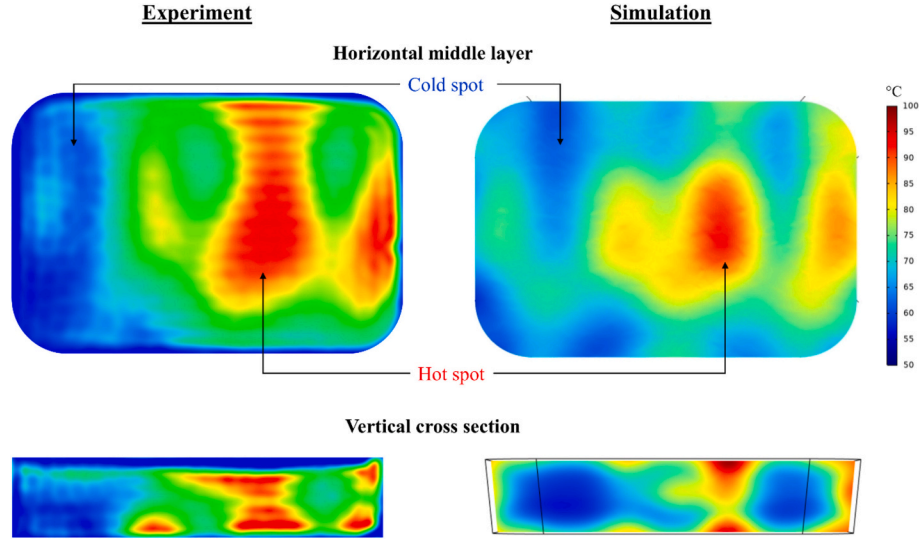 Experiment
Simulation
Horizontal middle layer
Cold spot
°C
100
95
90
85
80
75
70
65
60
55
50
Hot spot
Vertical cross section